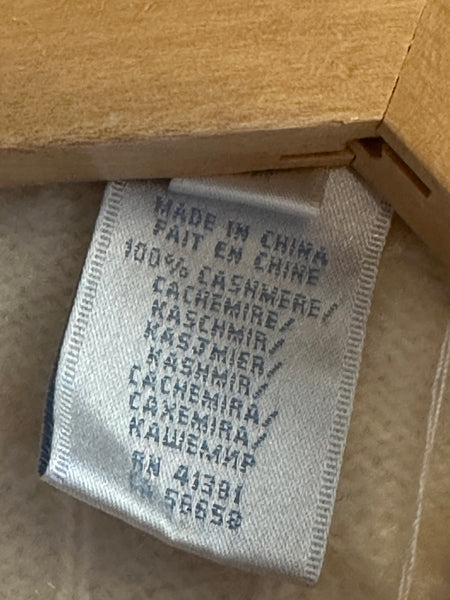 MADE IN CHINA
FAIT EN CHINE
100% CASHMERE/
CACHEMIRE/
KASCHMIR/
KASJMIER/
KASHMIR/
CACHEMIRA/
CAXEMIRA/
КАШЕМИР
RN 41381
CA 56658